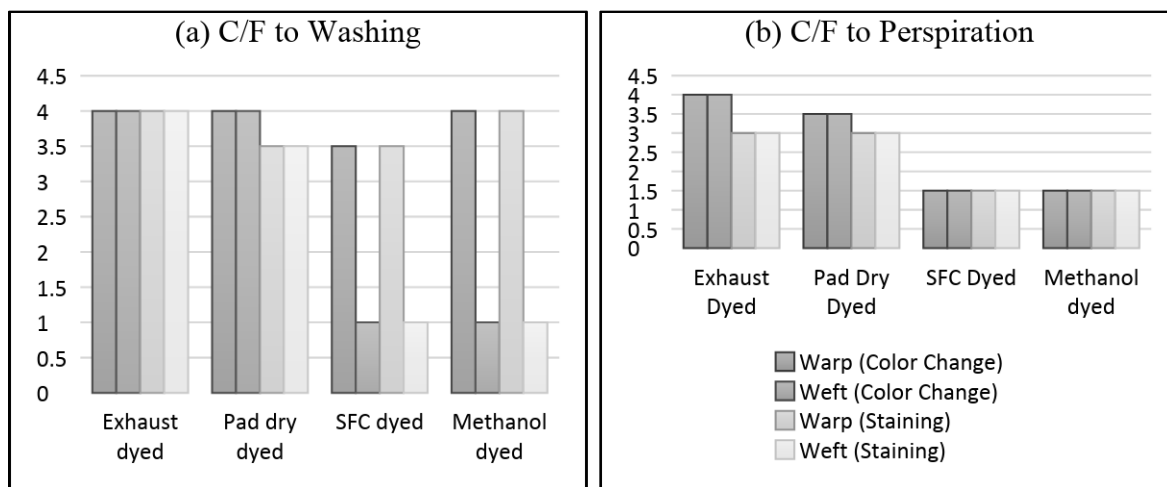 (a) C/F to Washing
4.5
4
3.5
3
2.5
2
1.5
1
0.5
0
Exhaust dyed
Pad dry dyed
SFC dyed
Methanol dyed
(b) C/F to Perspiration
4.5
4
3.5
3
2.5
2
1.5
1
0.5
0
Exhaust Dyed
Pad Dry Dyed
SFC Dyed
Methanol dyed
Warp (Color Change)
Weft (Color Change)
Warp (Staining)
Weft (Staining)